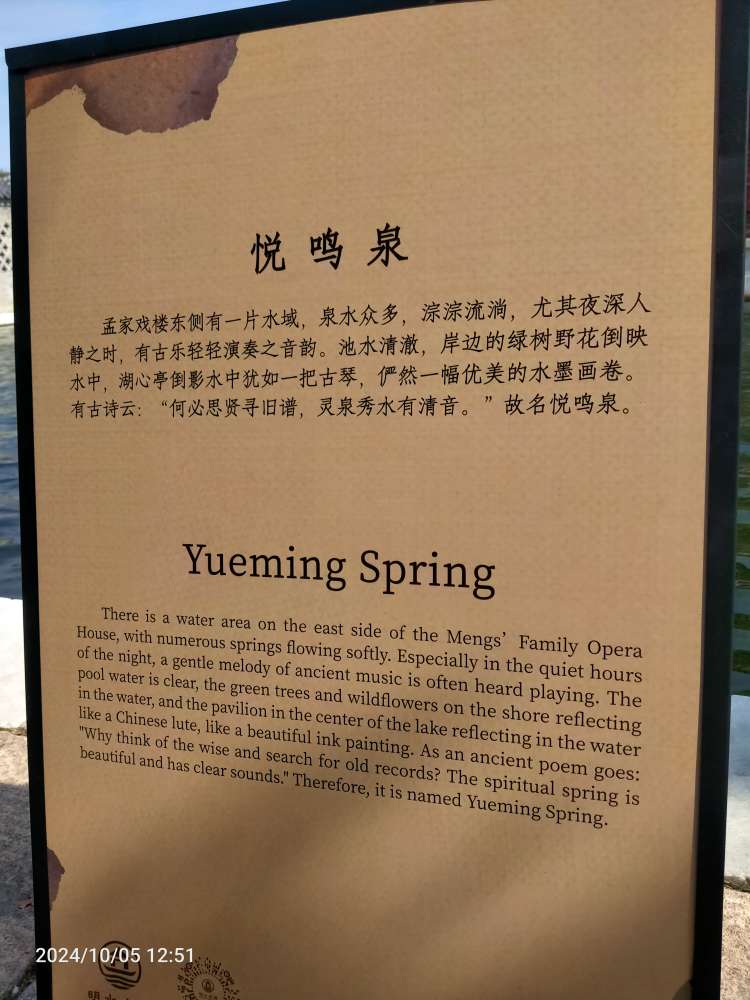 悦鸣泉
孟家戏楼东侧有一片水域，泉水众多，淙淙流淌，尤其夜深人
静之时，有古乐轻轻演奏之音韵。池水清澈，岸边的绿树野花倒映
水中，湖心亭倒影水中犹如一把古琴，俨然一幅优美的水墨画卷。
有古诗云：“何必思贤寻旧谱，灵泉秀水有清音。”故名悦鸣泉。
Yueming Spring
There is a water area on the east side of the Mengs' Family Opera
House, with numerous springs flowing softly. Especially in the quiet hours
of the night, a gentle melody of ancient music is often heard playing. The
pool water is clear, the green trees and wildflowers on the shore reflecting
in the water, and the pavilion in the center of the lake reflecting in the water
like a Chinese lute, like a beautiful ink painting. As an ancient poem goes:
"Why think of the wise and search for old records? The spiritual spring is
beautiful and has clear sounds." Therefore, it is named Yueming Spring.
2024/10/05 12:51